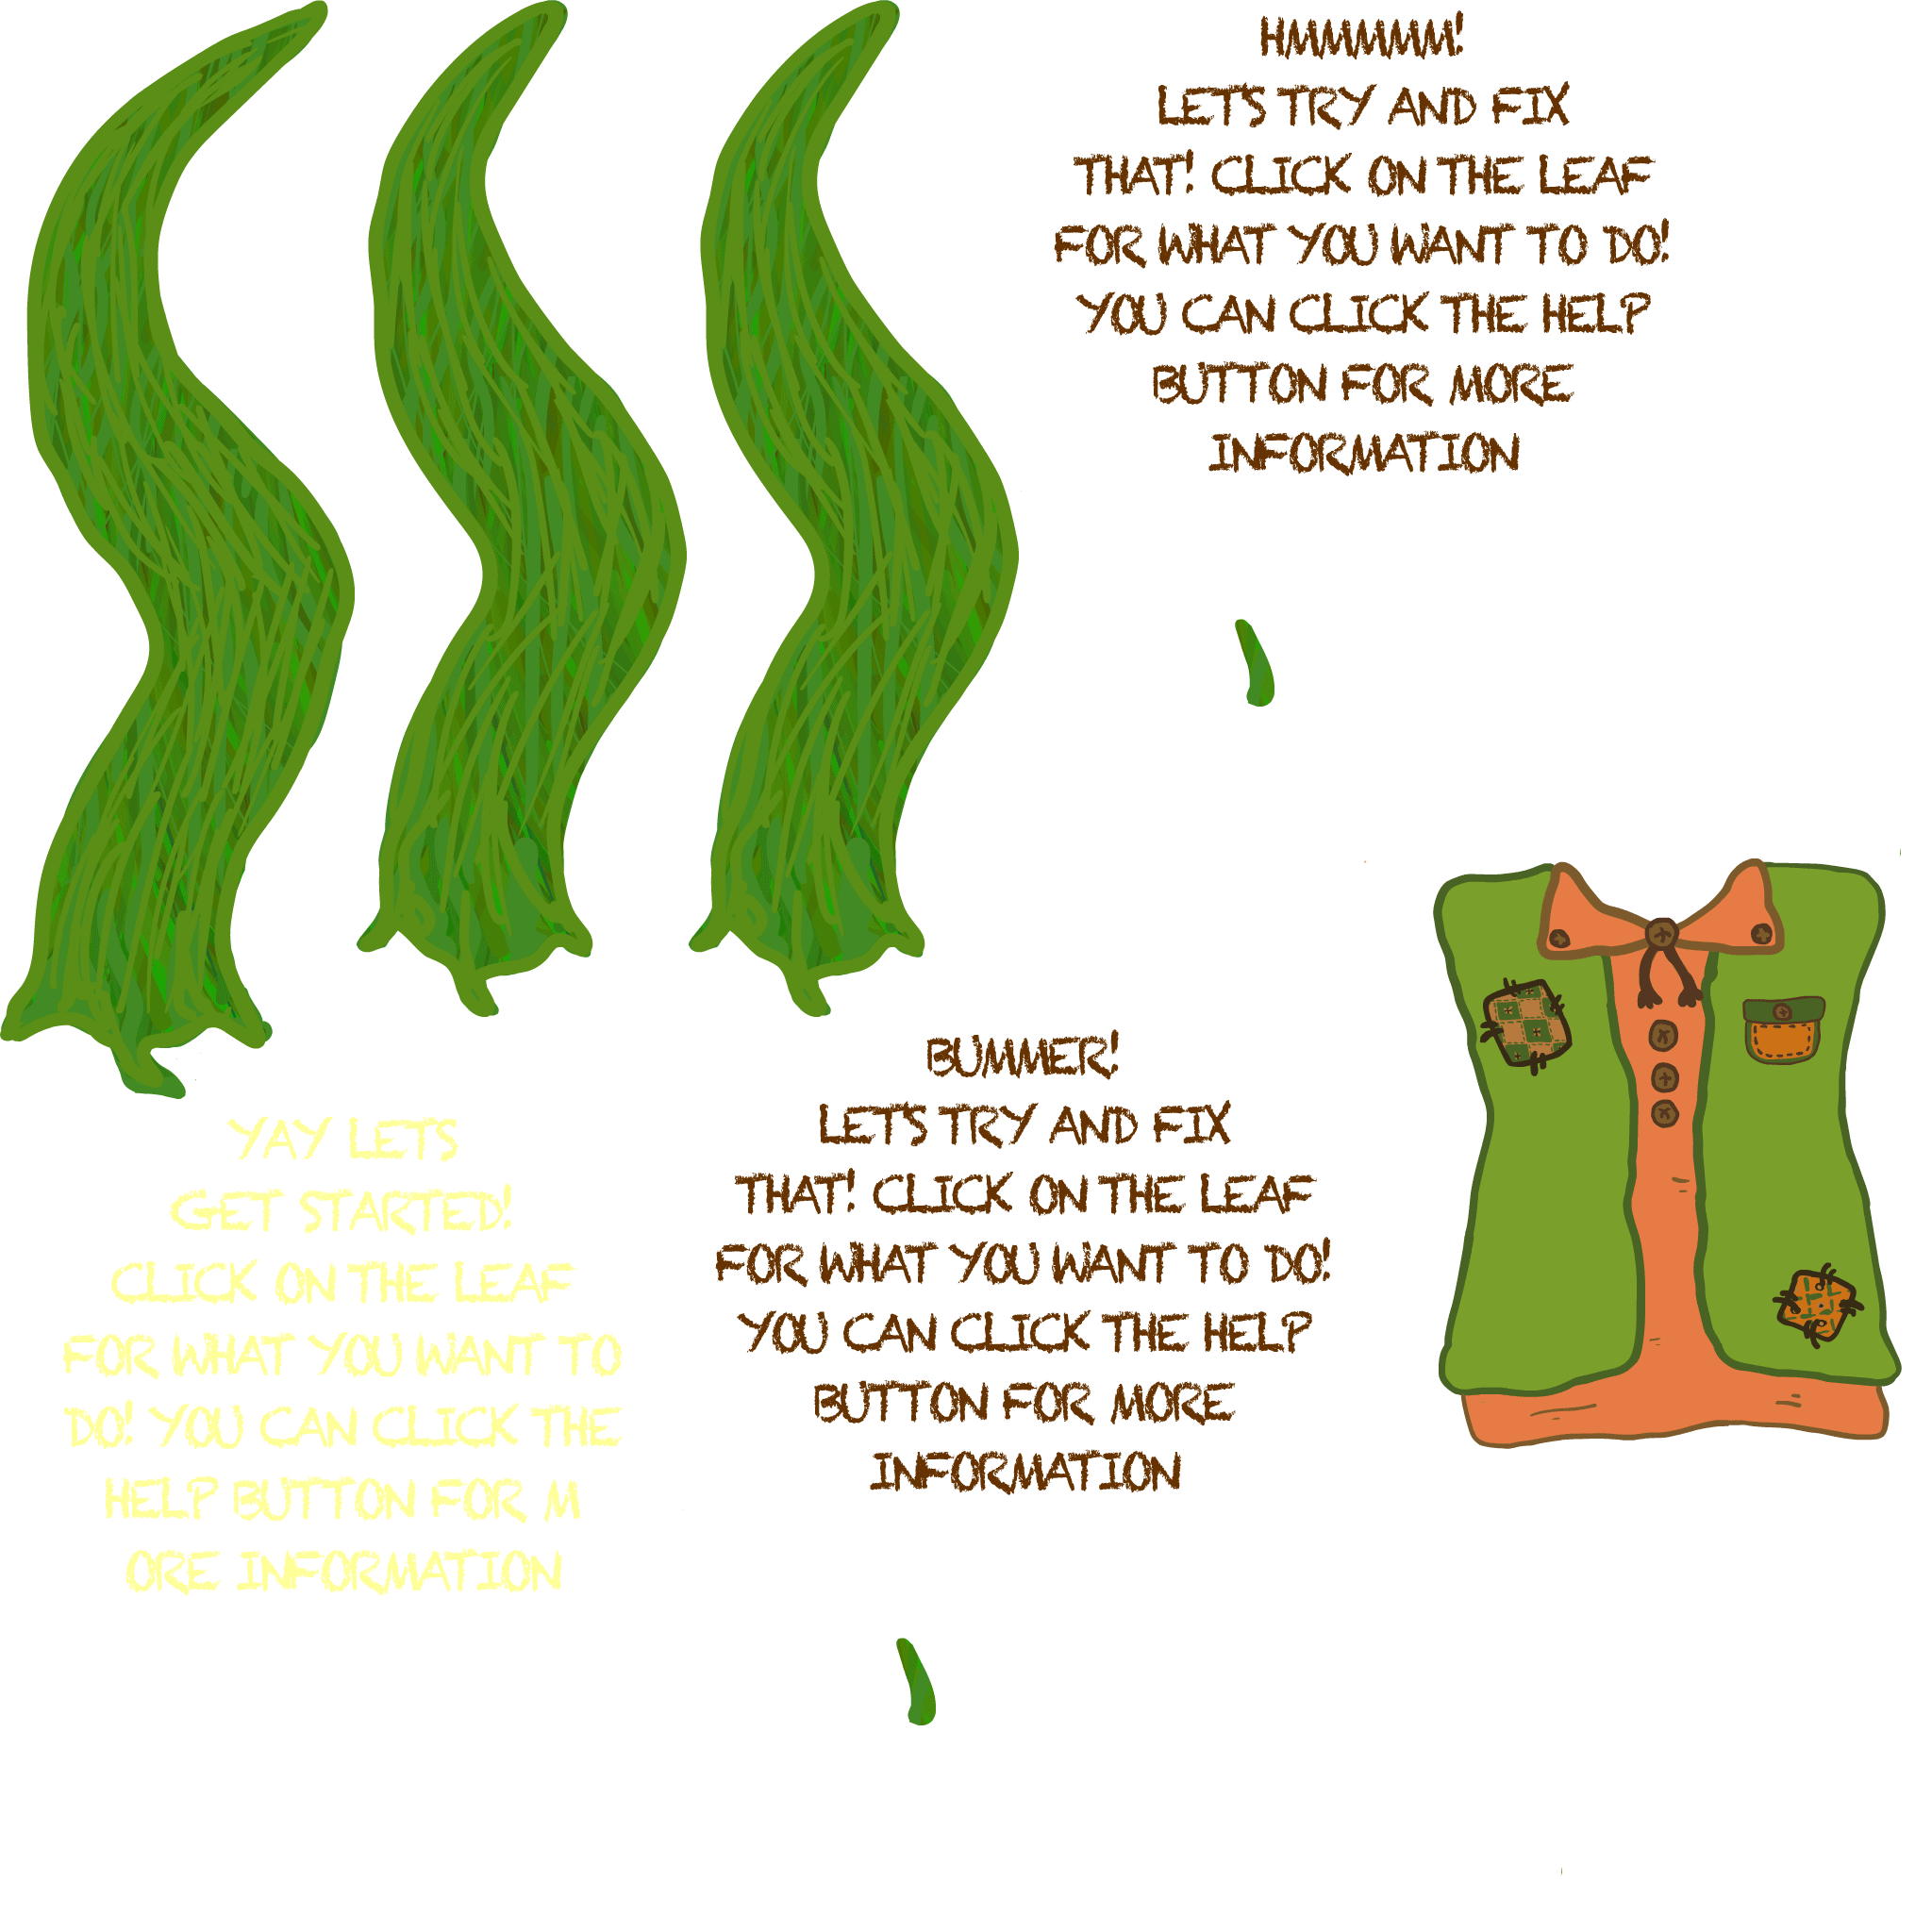 HMMMMMM!
LET'S TRY AND FIX
THAT! CLICK ON THE LEAF
FOR WHAT YOU WANT TO DO!
YOU CAN CLICK THE HELP
BUTTON FOR MORE
INFORMATION
BUMMER!
LET'S TRY AND FIX
THAT! CLICK ON THE LEAF
FOR WHAT YOU WANT TO DO!
YOU CAN CLICK THE HELP
BUTTON FOR MORE
INFORMATION
YAY LETS
GET STARTED!
CLICK ON THE LEAF
FOR WHAT YOU WANT TO
DO! YOU CAN CLICK THE
HELP BUTTON FOR M
ORE INFORMATION